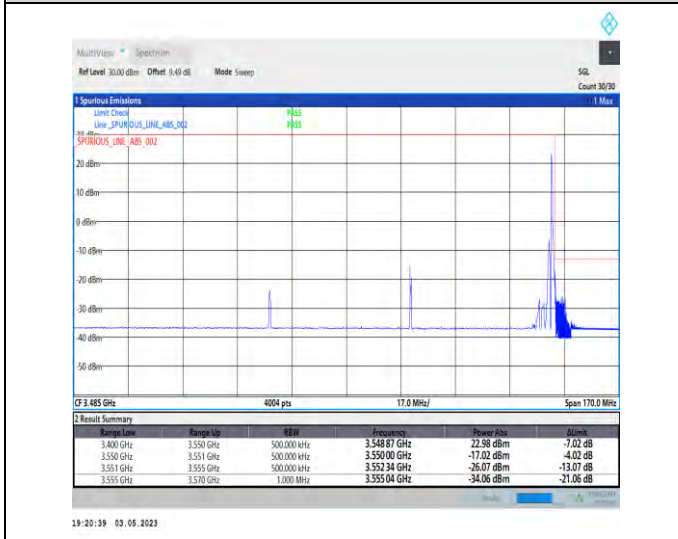 MultiView Spectrum
Ref Level 30.00 dBm Offset 9.49 dB Mode Sweep SGL
Count 30/30
1 Spurious Emissions 1 Max
Limit Check PASS
Line _SPURIOUS_LINE_ABS_002 PASS
30 dBm
_SPURIOUS_LINE_ABS_002
20 dBm
10 dBm
0 dBm
-10 dBm
-20 dBm
-30 dBm
-40 dBm
-50 dBm
CF 3.485 GHz 4004 pts 17.0 MHz/ Span 170.0 MHz
2 Result Summary
Range Low Range Up RBW Frequency Power Abs ΔLimit
3.400 GHz 3.550 GHz 500.000 kHz 3.548 87 GHz 22.98 dBm -7.02 dB
3.550 GHz 3.551 GHz 500.000 kHz 3.550 00 GHz -17.02 dBm -4.02 dB
3.551 GHz 3.555 GHz 500.000 kHz 3.552 34 GHz -26.07 dBm -13.07 dB
3.555 GHz 3.570 GHz 1.000 MHz 3.555 04 GHz -34.06 dBm -21.06 dB
19:20:39 03.05.2023